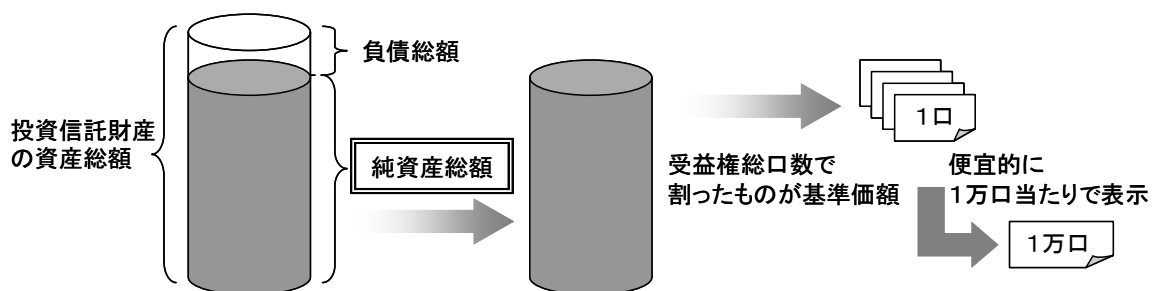 負債総額
投資信託財産
の資産総額
純資産総額
受益権総口数で
割ったものが基準価額
1口
便宜的に
1万口当たりで表示
1万口